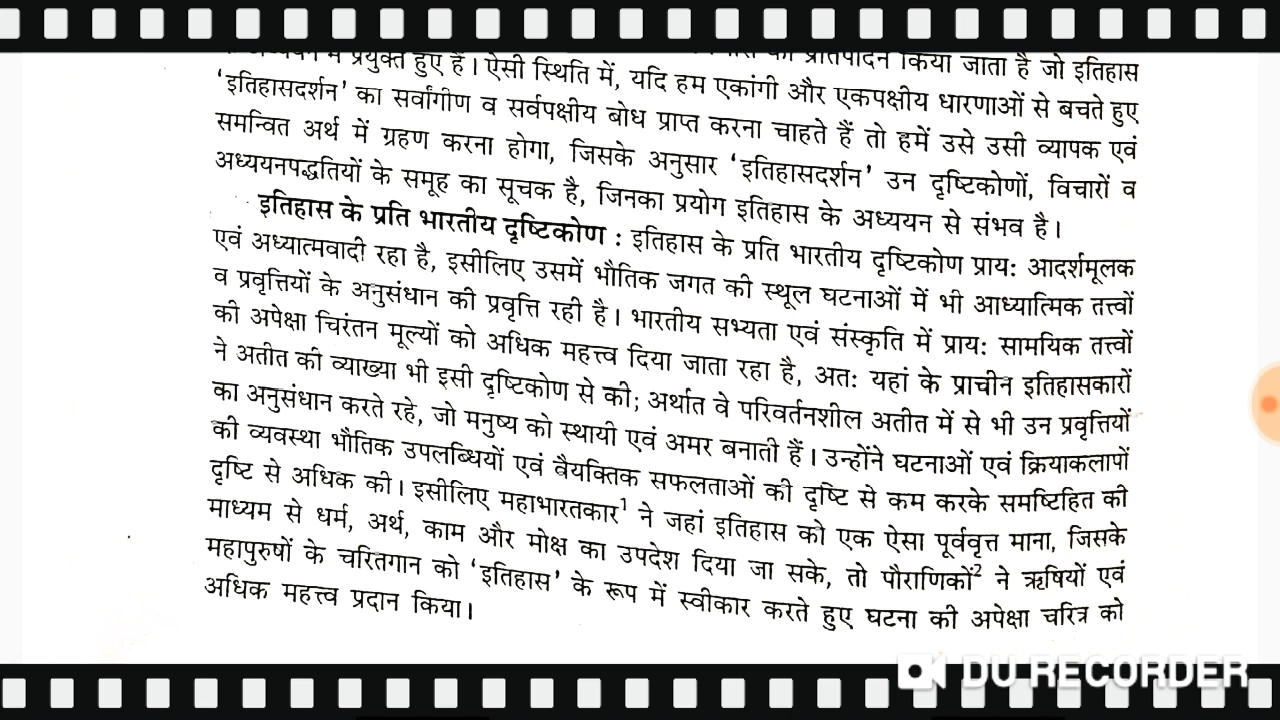 प्रयुक्त हुए हैं। ऐसी स्थिति में, यदि हम एकांगी और एकपक्षीय धारणाओं से बचते हुए
प्रतिपादन किया जाता है जो इतिहास
‘इतिहासदर्शन’ का सर्वांगीण व सर्वपक्षीय बोध प्राप्त करना चाहते हैं तो हमें उसे उसी व्यापक एवं
समन्वित अर्थ में ग्रहण करना होगा, जिसके अनुसार ‘इतिहासदर्शन’ उन दृष्टिकोणों, विचारों व
अध्ययनपद्धतियों के समूह का सूचक है, जिनका प्रयोग इतिहास के अध्ययन से संभव है।
इतिहास के प्रति भारतीय दृष्टिकोण : इतिहास के प्रति भारतीय दृष्टिकोण प्राय: आदर्शमूलक
एवं अध्यात्मवादी रहा है, इसीलिए उसमें भौतिक जगत की स्थूल घटनाओं में भी आध्यात्मिक तत्त्वों
व प्रवृत्तियों के अनुसंधान की प्रवृत्ति रही है। भारतीय सभ्यता एवं संस्कृति में प्राय: सामयिक तत्त्वों
की अपेक्षा चिरंतन मूल्यों को अधिक महत्त्व दिया जाता रहा है, अत: यहां के प्राचीन इतिहासकारों
ने अतीत की व्याख्या भी इसी दृष्टिकोण से की; अर्थात वे परिवर्तनशील अतीत में से भी उन प्रवृत्तियों
का अनुसंधान करते रहे, जो मनुष्य को स्थायी एवं अमर बनाती हैं। उन्होंने घटनाओं एवं क्रियाकलापों
की व्यवस्था भौतिक उपलब्धियों एवं वैयक्तिक सफलताओं की दृष्टि से कम करके समष्टिहित की
दृष्टि से अधिक की। इसीलिए महाभारतकार¹ ने जहां इतिहास को एक ऐसा पूर्ववृत्त माना, जिसके
माध्यम से धर्म, अर्थ, काम और मोक्ष का उपदेश दिया जा सके, तो पौराणिकों² ने ऋषियों एवं
महापुरुषों के चरितगान को ‘इतिहास’ के रूप में स्वीकार करते हुए घटना की अपेक्षा चरित्र को
अधिक महत्त्व प्रदान किया।
DU RECORDER